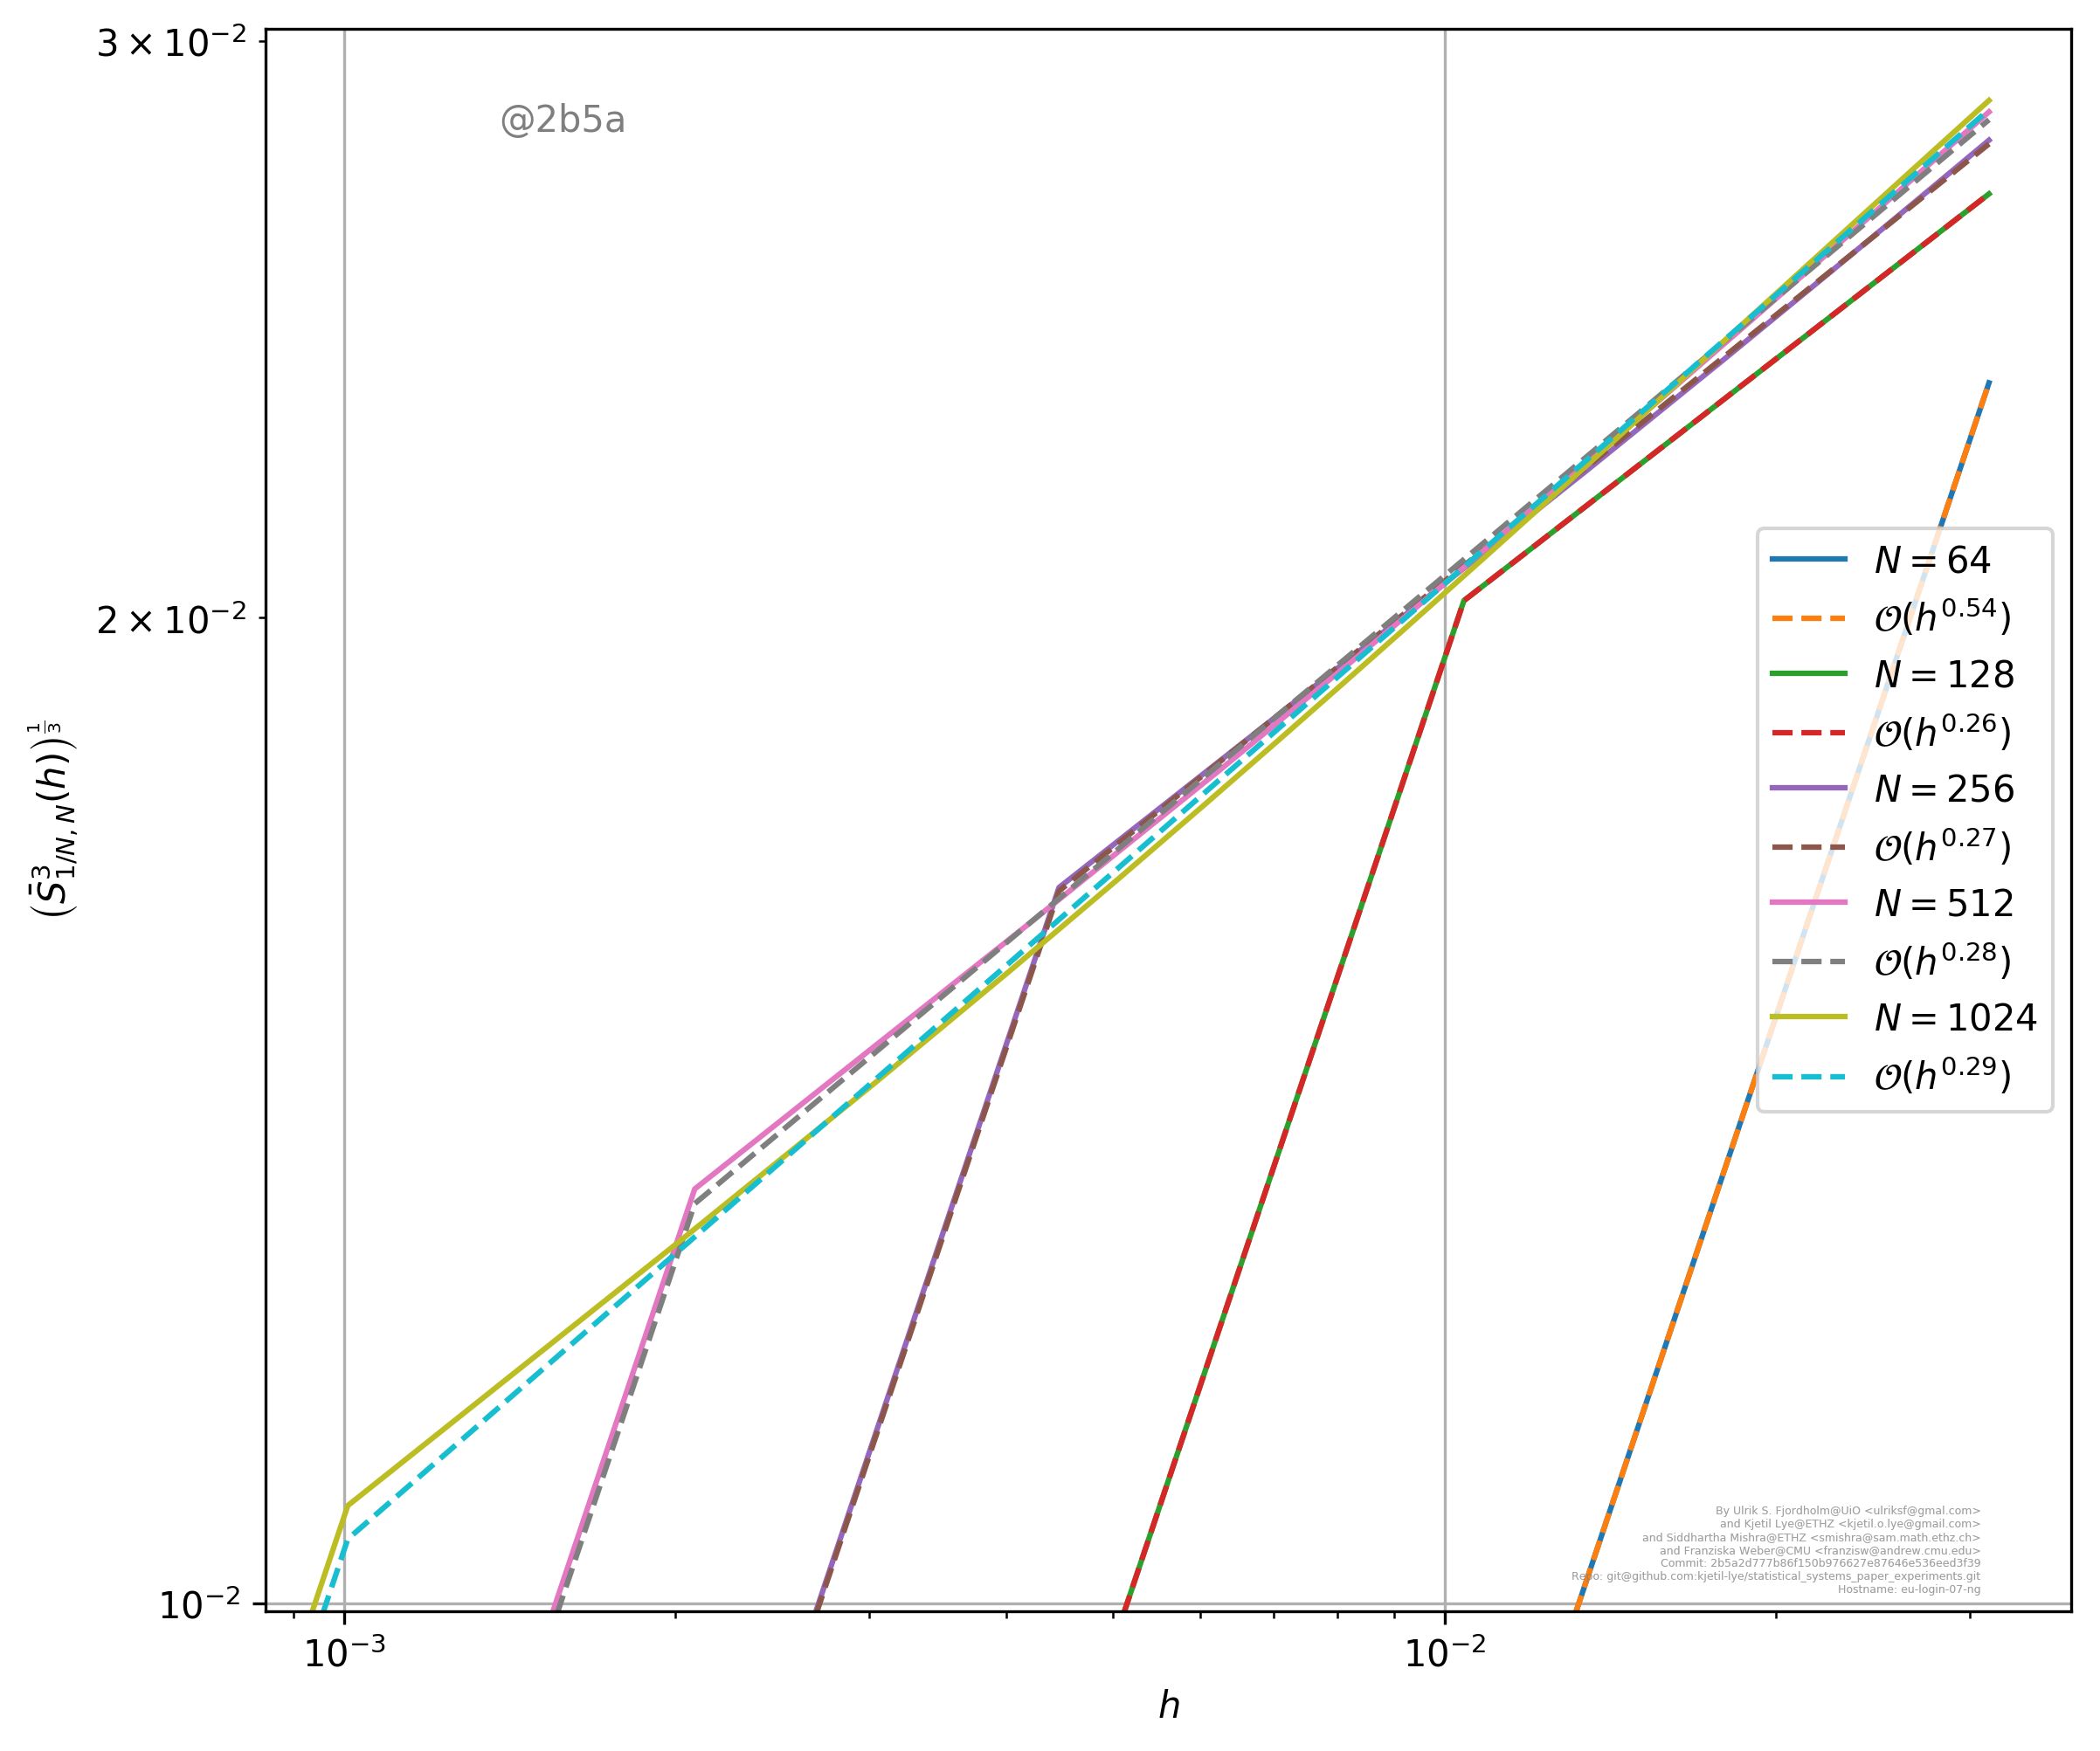 3 × 10⁻²
@2b5a
2 × 10⁻²
(S̄³₁/N, N(h))^(1/3)
10⁻²
10⁻³
10⁻²
h
N = 64
𝒪(h^0.54)
N = 128
𝒪(h^0.26)
N = 256
𝒪(h^0.27)
N = 512
𝒪(h^0.28)
N = 1024
𝒪(h^0.29)
By Ulrik S. Fjordholm@UiO <ulriksf@gmal.com>
and Kjetil Lye@ETHZ <kjetil.o.lye@gmail.com>
and Siddhartha Mishra@ETHZ <smishra@sam.math.ethz.ch>
and Franziska Weber@CMU <franzisw@andrew.cmu.edu>
Commit: 2b5a2d777b86f150b976627e87646e536eed3f39
Repo: git@github.com:kjetil-lye/statistical_systems_paper_experiments.git
Hostname: eu-login-07-ng